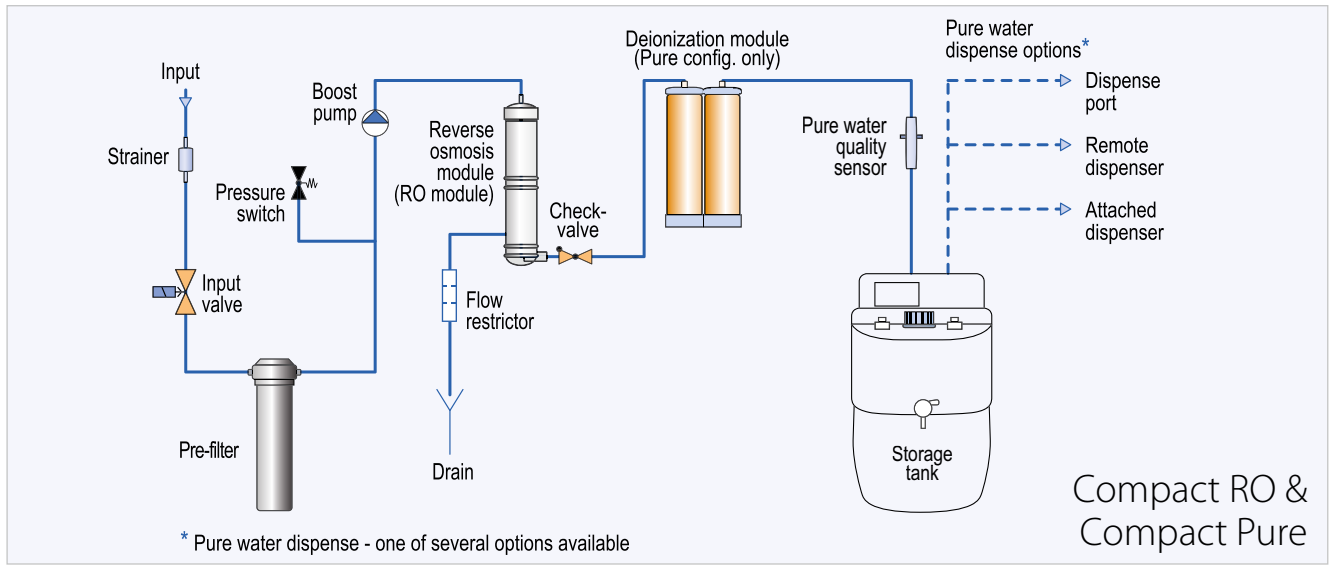 Input
Strainer
Pressure
switch
Input
valve
Pre-filter
Boost
pump
Reverse
osmosis
module
(RO module)
Check-
valve
Flow
restrictor
Drain
Deionization module
(Pure config. only)
Pure water
quality
sensor
Pure water
dispense options*
Dispense
port
Remote
dispenser
Attached
dispenser
Storage
tank
Compact RO &
Compact Pure
* Pure water dispense - one of several options available